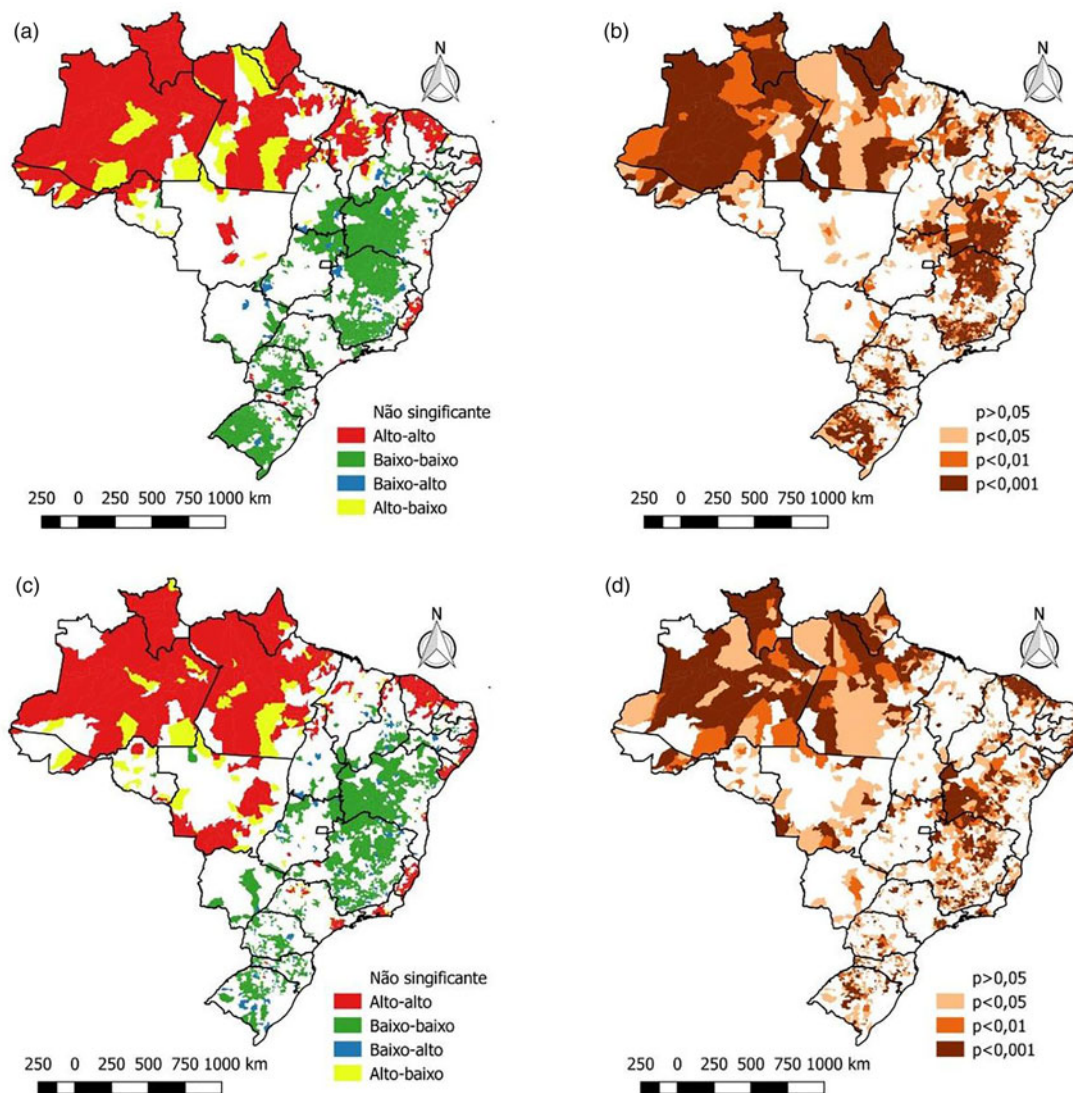 (a)
N
Não singificante
Alto-alto
Baixo-baixo
Baixo-alto
Alto-baixo
250 0 250 500 750 1000 km
(b)
N
p>0,05
p<0,05
p<0,01
p<0,001
250 0 250 500 750 1000 km
(c)
N
Não singificante
Alto-alto
Baixo-baixo
Baixo-alto
Alto-baixo
250 0 250 500 750 1000 km
(d)
N
p>0,05
p<0,05
p<0,01
p<0,001
250 0 250 500 750 1000 km